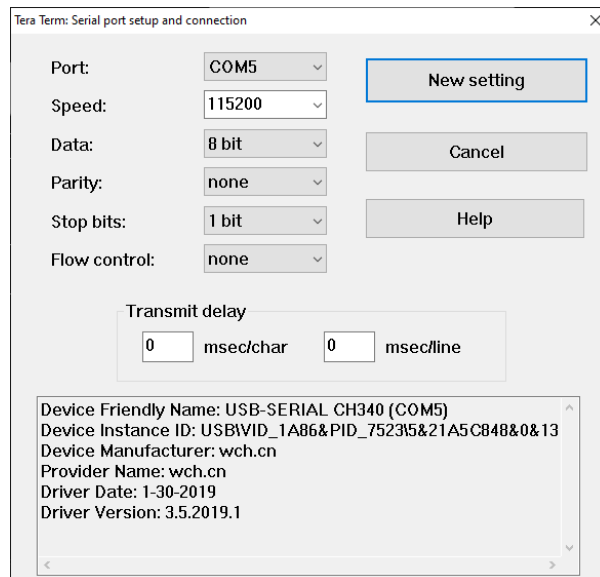 Tera Term: Serial port setup and connection
Port: COM5
New setting
Speed: 115200
Data: 8 bit
Cancel
Parity: none
Stop bits: 1 bit
Help
Flow control: none
Transmit delay
0 msec/char 0 msec/line
Device Friendly Name: USB-SERIAL CH340 (COM5)
Device Instance ID: USB\VID_1A86&PID_7523\5&21A5C848&0&13
Device Manufacturer: wch.cn
Provider Name: wch.cn
Driver Date: 1-30-2019
Driver Version: 3.5.2019.1